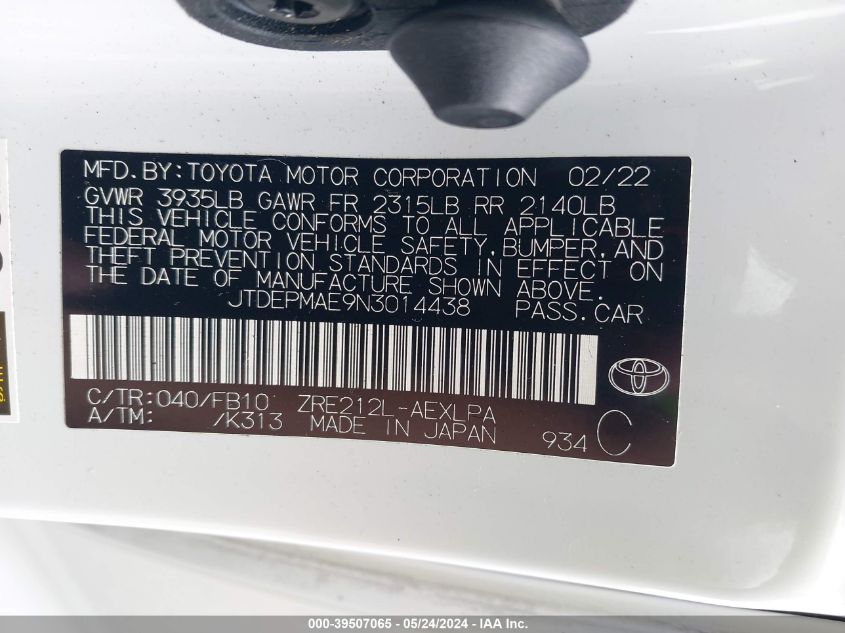 MFD.BY:TOYOTA MOTOR CORPORATION 02/22
GVWR 3935LB GAWR FR 2315LB RR 2140LB
THIS VEHICLE CONFORMS TO ALL APPLICABLE
FEDERAL MOTOR VEHICLE SAFETY,BUMPER,AND
THEFT PREVENTION STANDARDS IN EFFECT ON
THE DATE OF MANUFACTURE SHOWN ABOVE.
JTDEPMAE9N3014438 PASS.CAR
C/TR:040/FB10 ZRE212L-AEXLPA
A/TM: /K313 MADE IN JAPAN 934 C
000-39507065 - 05/24/2024 - IAA Inc.